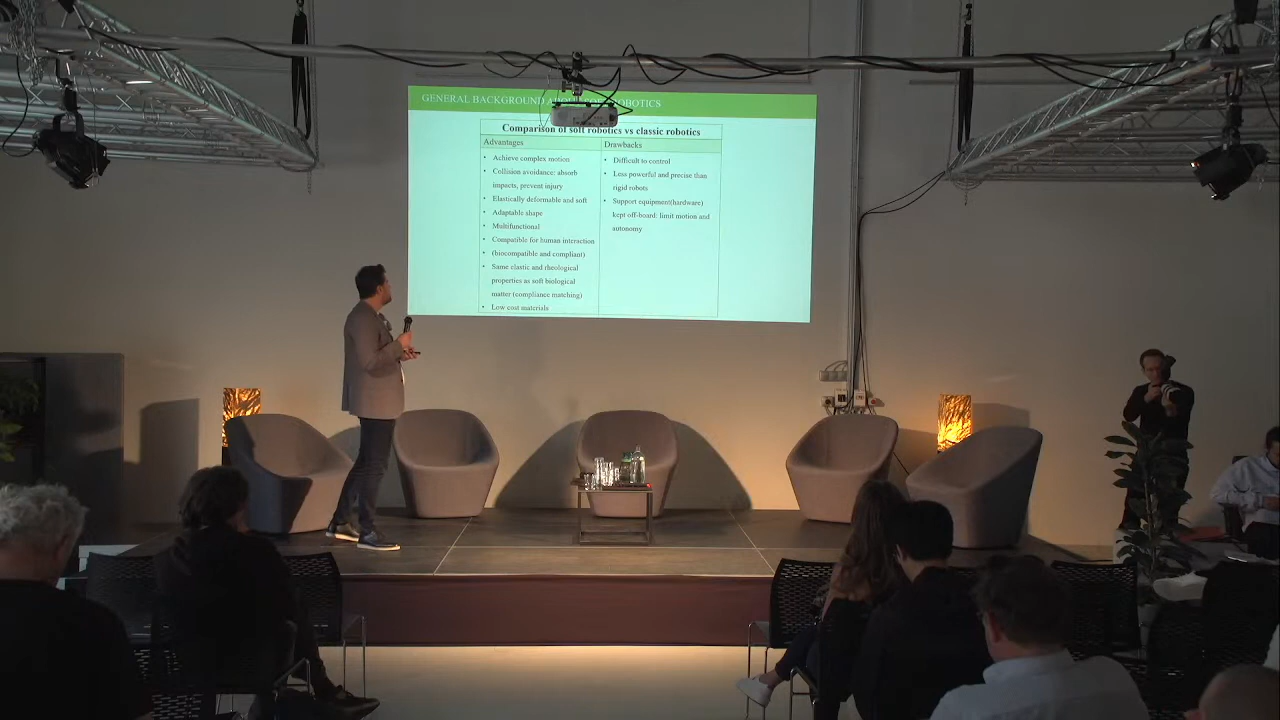 GENERAL BACKGROUND ABOUT SOFT ROBOTICS
Comparison of soft robotics vs classic robotics
Advantages
• Achieve complex motion
• Collision avoidance: absorb
impacts, prevent injury
• Elastically deformable and soft
• Adaptable shape
• Multifunctional
• Compatible for human interaction
• (biocompatible and compliant)
• Same elastic and rheological
properties as soft biological
matter (compliance matching)
• Low cost materials
Drawbacks
• Difficult to control
• Less powerful and precise than
rigid robots
• Support equipment(hardware)
kept off-board: limit motion and
autonomy